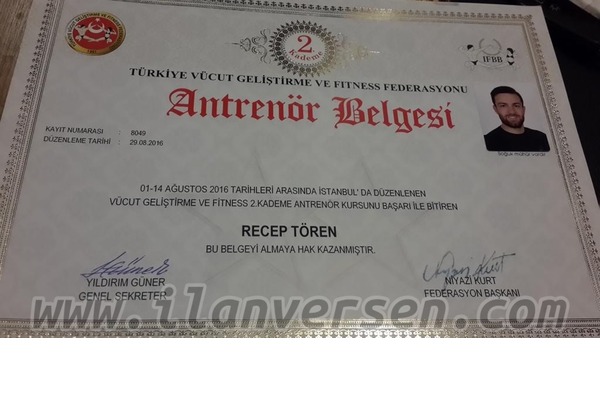 2.
Kademe
IFBB
TÜRKİYE VÜCUT GELİŞTİRME VE FITNESS FEDERASYONU
Antrenör Belgesi
KAYIT NUMARASI : 8049
DÜZENLEME TARİHİ : 29.08.2016
Soğuk mühür vardır
01-14 AĞUSTOS 2016 TARİHLERİ ARASINDA İSTANBUL' DA DÜZENLENEN
VÜCUT GELİŞTİRME VE FITNESS 2.KADEME ANTRENÖR KURSUNU BAŞARI İLE BİTİREN
RECEP TÖREN
BU BELGEYİ ALMAYA HAK KAZANMIŞTIR.
YILDIRIM GÜNER
GENEL SEKRETER
NİYAZİ KURT
FEDERASYON BAŞKANI
www.ilanversen.com